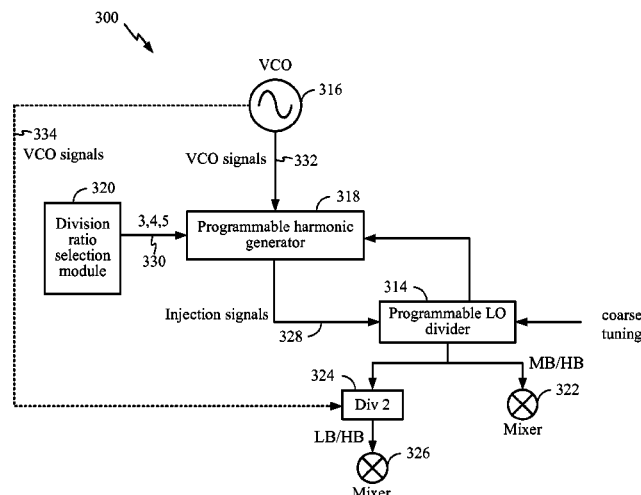 300
VCO
316
334
VCO signals
VCO signals
332
320
Division
ratio
selection
module
3,4,5
330
318
Programmable harmonic
generator
Injection signals
328
314
Programmable LO
divider
coarse
tuning
MB/HB
324
Div 2
322
Mixer
LB/HB
326
Mixer